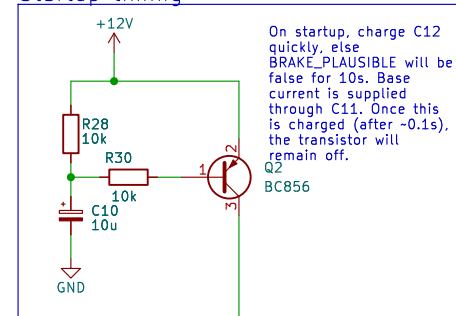 Startup timing
+12V
On startup, charge C12
quickly, else
BRAKE_PLAUSIBLE will be
false for 10s. Base
current is supplied
through C11. Once this
is charged (after ~0.1s),
the transistor will
remain off.
R28
10k
R30
10k
1
2
3
Q2
BC856
C10
10u
+
GND